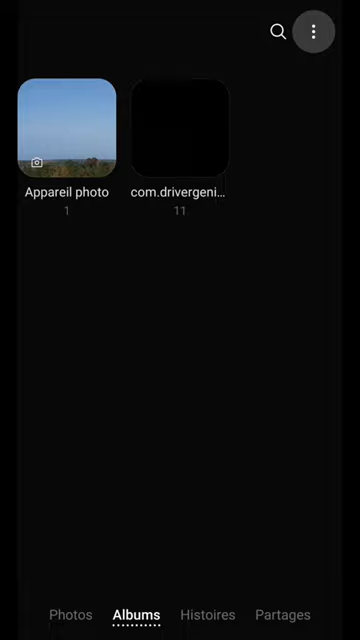 Appareil photo
com.drivergeni...
1
11
Photos
Albums
Histoires
Partages